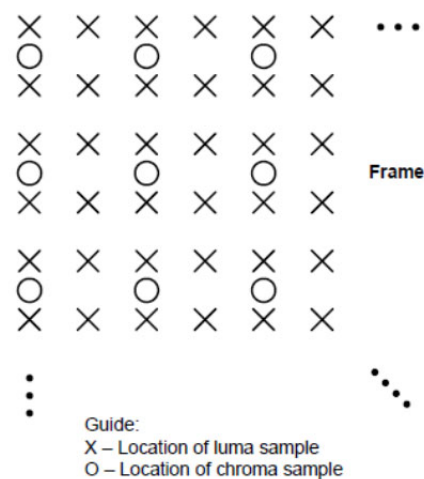 Frame
Guide:
X – Location of luma sample
O – Location of chroma sample